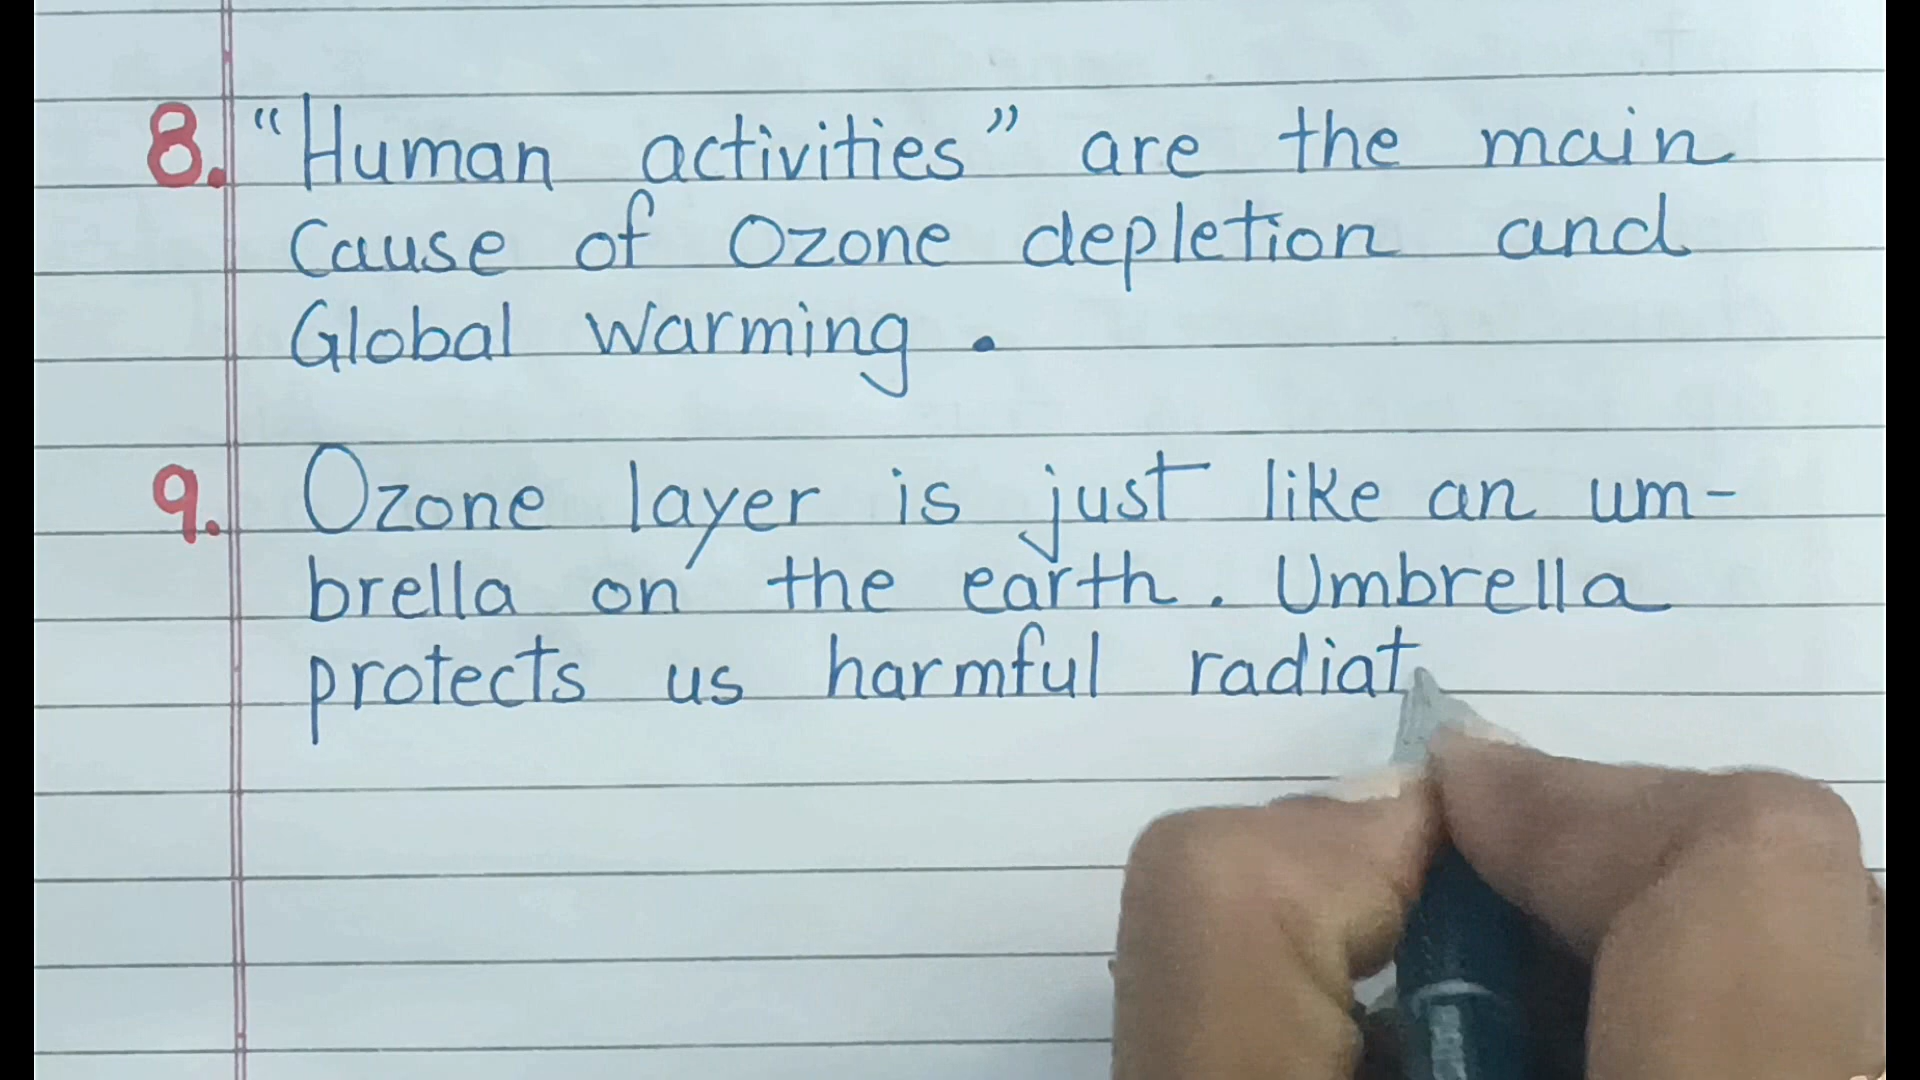 8. “Human activities” are the main
Cause of Ozone depletion and
Global warming.
9. Ozone layer is just like an um-
brella on the earth. Umbrella
protects us harmful radiat